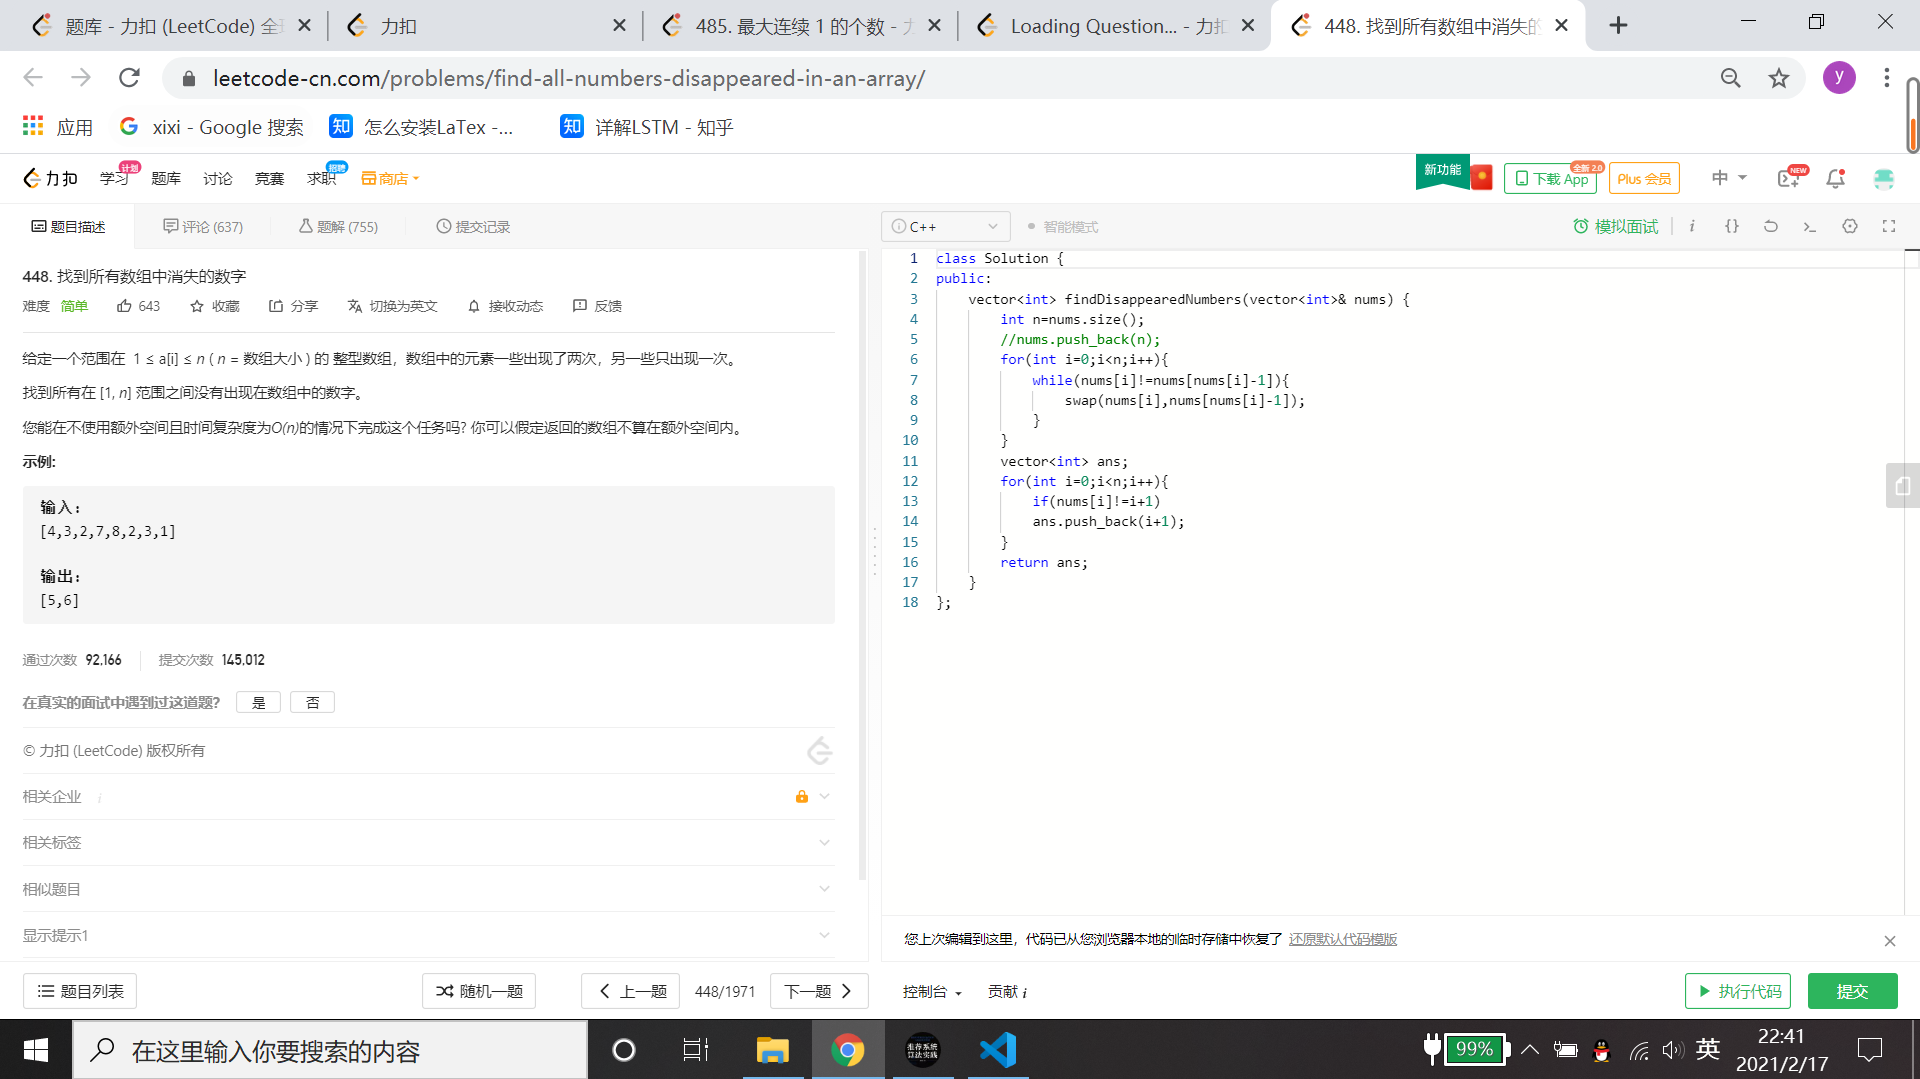 题库 - 力扣 (LeetCode) 全球
力扣
485. 最大连续 1 的个数 - 力
Loading Question... - 力扣
448. 找到所有数组中消失的
leetcode-cn.com/problems/find-all-numbers-disappeared-in-an-array/
y
应用
G xixi - Google 搜索
知 怎么安装LaTex -...
知 详解LSTM - 知乎
力扣
学习 计划
题库
讨论
竞赛
求职 招聘
商店
新功能
下载 App 全新 2.0
Plus 会员
中
NEW
题目描述
评论 (637)
题解 (755)
提交记录
C++
智能模式
模拟面试
i
{}
448. 找到所有数组中消失的数字
难度 简单 643 收藏 分享 切换为英文 接收动态 反馈
给定一个范围在 1 ≤ a[i] ≤ n ( n = 数组大小 ) 的 整型数组，数组中的元素一些出现了两次，另一些只出现一次。
找到所有在 [1, n] 范围之间没有出现在数组中的数字。
您能在不使用额外空间且时间复杂度为O(n)的情况下完成这个任务吗? 你可以假定返回的数组不算在额外空间内。
示例:
输入:
[4,3,2,7,8,2,3,1]
输出:
[5,6]
通过次数 92,166 提交次数 145,012
在真实的面试中遇到过这道题? 是 否
© 力扣 (LeetCode) 版权所有
相关企业 i
相关标签
相似题目
显示提示1
1 class Solution {
2 public:
3 vector<int> findDisappearedNumbers(vector<int>& nums) {
4 int n=nums.size();
5 //nums.push_back(n);
6 for(int i=0;i<n;i++){
7 while(nums[i]!=nums[nums[i]-1]){
8 swap(nums[i],nums[nums[i]-1]);
9 }
10 }
11 vector<int> ans;
12 for(int i=0;i<n;i++){
13 if(nums[i]!=i+1)
14 ans.push_back(i+1);
15 }
16 return ans;
17 }
18 };
您上次编辑到这里，代码已从您浏览器本地的临时存储中恢复了 还原默认代码模版
题目列表
随机一题
上一题
448/1971
下一题
控制台
贡献 i
执行代码
提交
在这里输入你要搜索的内容
推荐系统
算法实践
99%
英
22:41
2021/2/17